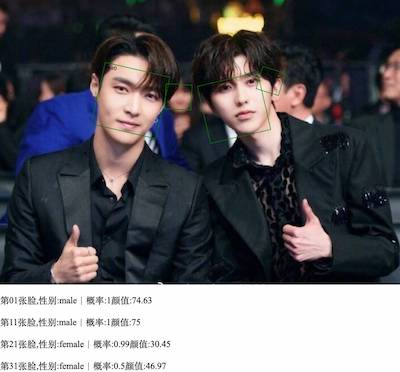 第01张脸,性别:male | 概率:1颜值:74.63
第11张脸,性别:male | 概率:1颜值:75
第21张脸,性别:female | 概率:0.99颜值:30.45
第31张脸,性别:female | 概率:0.5颜值:46.97